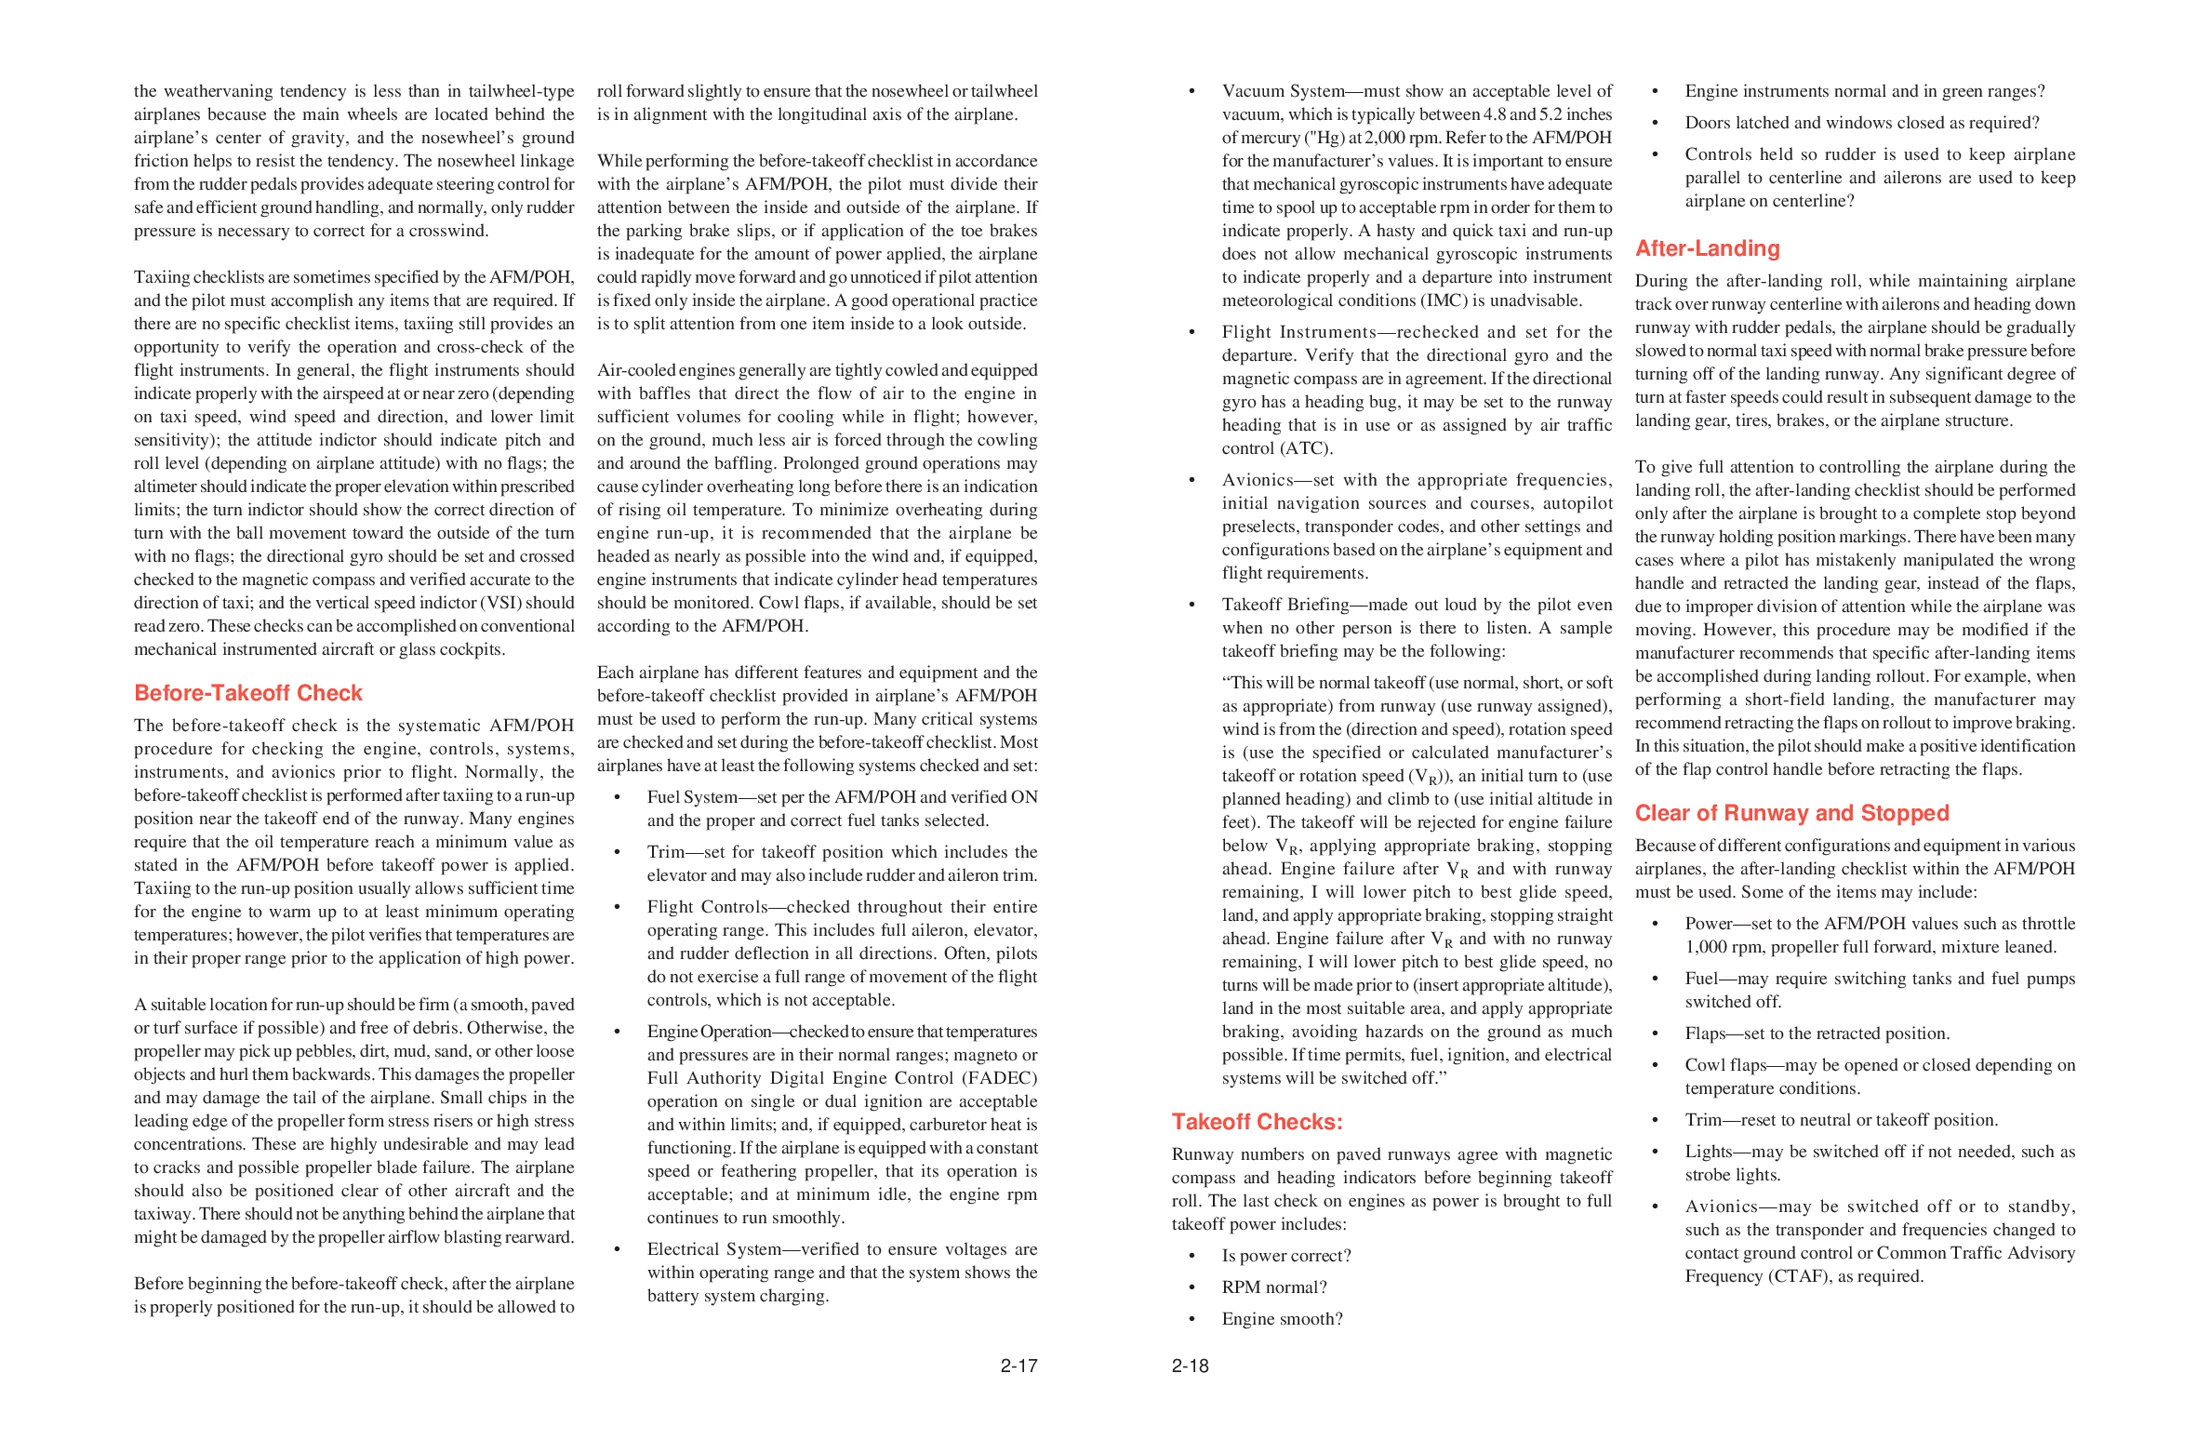 the weathervaning tendency is less than in tailwheel-type
airplanes because the main wheels are located behind the
airplane’s center of gravity, and the nosewheel’s ground
friction helps to resist the tendency. The nosewheel linkage
from the rudder pedals provides adequate steering control for
safe and efficient ground handling, and normally, only rudder
pressure is necessary to correct for a crosswind.
Taxiing checklists are sometimes specified by the AFM/POH,
and the pilot must accomplish any items that are required. If
there are no specific checklist items, taxiing still provides an
opportunity to verify the operation and cross-check of the
flight instruments. In general, the flight instruments should
indicate properly with the airspeed at or near zero (depending
on taxi speed, wind speed and direction, and lower limit
sensitivity); the attitude indictor should indicate pitch and
roll level (depending on airplane attitude) with no flags; the
altimeter should indicate the proper elevation within prescribed
limits; the turn indictor should show the correct direction of
turn with the ball movement toward the outside of the turn
with no flags; the directional gyro should be set and crossed
checked to the magnetic compass and verified accurate to the
direction of taxi; and the vertical speed indictor (VSI) should
read zero. These checks can be accomplished on conventional
mechanical instrumented aircraft or glass cockpits.
Before-Takeoff Check
The before-takeoff check is the systematic AFM/POH
procedure for checking the engine, controls, systems,
instruments, and avionics prior to flight. Normally, the
before-takeoff checklist is performed after taxiing to a run-up
position near the takeoff end of the runway. Many engines
require that the oil temperature reach a minimum value as
stated in the AFM/POH before takeoff power is applied.
Taxiing to the run-up position usually allows sufficient time
for the engine to warm up to at least minimum operating
temperatures; however, the pilot verifies that temperatures are
in their proper range prior to the application of high power.
A suitable location for run-up should be firm (a smooth, paved
or turf surface if possible) and free of debris. Otherwise, the
propeller may pick up pebbles, dirt, mud, sand, or other loose
objects and hurl them backwards. This damages the propeller
and may damage the tail of the airplane. Small chips in the
leading edge of the propeller form stress risers or high stress
concentrations. These are highly undesirable and may lead
to cracks and possible propeller blade failure. The airplane
should also be positioned clear of other aircraft and the
taxiway. There should not be anything behind the airplane that
might be damaged by the propeller airflow blasting rearward.
Before beginning the before-takeoff check, after the airplane
is properly positioned for the run-up, it should be allowed to
roll forward slightly to ensure that the nosewheel or tailwheel
is in alignment with the longitudinal axis of the airplane.
While performing the before-takeoff checklist in accordance
with the airplane’s AFM/POH, the pilot must divide their
attention between the inside and outside of the airplane. If
the parking brake slips, or if application of the toe brakes
is inadequate for the amount of power applied, the airplane
could rapidly move forward and go unnoticed if pilot attention
is fixed only inside the airplane. A good operational practice
is to split attention from one item inside to a look outside.
Air-cooled engines generally are tightly cowled and equipped
with baffles that direct the flow of air to the engine in
sufficient volumes for cooling while in flight; however,
on the ground, much less air is forced through the cowling
and around the baffling. Prolonged ground operations may
cause cylinder overheating long before there is an indication
of rising oil temperature. To minimize overheating during
engine run-up, it is recommended that the airplane be
headed as nearly as possible into the wind and, if equipped,
engine instruments that indicate cylinder head temperatures
should be monitored. Cowl flaps, if available, should be set
according to the AFM/POH.
Each airplane has different features and equipment and the
before-takeoff checklist provided in airplane’s AFM/POH
must be used to perform the run-up. Many critical systems
are checked and set during the before-takeoff checklist. Most
airplanes have at least the following systems checked and set:
• Fuel System—set per the AFM/POH and verified ON
and the proper and correct fuel tanks selected.
• Trim—set for takeoff position which includes the
elevator and may also include rudder and aileron trim.
• Flight Controls—checked throughout their entire
operating range. This includes full aileron, elevator,
and rudder deflection in all directions. Often, pilots
do not exercise a full range of movement of the flight
controls, which is not acceptable.
• Engine Operation—checked to ensure that temperatures
and pressures are in their normal ranges; magneto or
Full Authority Digital Engine Control (FADEC)
operation on single or dual ignition are acceptable
and within limits; and, if equipped, carburetor heat is
functioning. If the airplane is equipped with a constant
speed or feathering propeller, that its operation is
acceptable; and at minimum idle, the engine rpm
continues to run smoothly.
• Electrical System—verified to ensure voltages are
within operating range and that the system shows the
battery system charging.
2-17
• Vacuum System—must show an acceptable level of
vacuum, which is typically between 4.8 and 5.2 inches
of mercury ("Hg) at 2,000 rpm. Refer to the AFM/POH
for the manufacturer’s values. It is important to ensure
that mechanical gyroscopic instruments have adequate
time to spool up to acceptable rpm in order for them to
indicate properly. A hasty and quick taxi and run-up
does not allow mechanical gyroscopic instruments
to indicate properly and a departure into instrument
meteorological conditions (IMC) is unadvisable.
• Flight Instruments—rechecked and set for the
departure. Verify that the directional gyro and the
magnetic compass are in agreement. If the directional
gyro has a heading bug, it may be set to the runway
heading that is in use or as assigned by air traffic
control (ATC).
• Avionics—set with the appropriate frequencies,
initial navigation sources and courses, autopilot
preselects, transponder codes, and other settings and
configurations based on the airplane’s equipment and
flight requirements.
• Takeoff Briefing—made out loud by the pilot even
when no other person is there to listen. A sample
takeoff briefing may be the following:
“This will be normal takeoff (use normal, short, or soft
as appropriate) from runway (use runway assigned),
wind is from the (direction and speed), rotation speed
is (use the specified or calculated manufacturer’s
takeoff or rotation speed (VR)), an initial turn to (use
planned heading) and climb to (use initial altitude in
feet). The takeoff will be rejected for engine failure
below VR, applying appropriate braking, stopping
ahead. Engine failure after VR and with runway
remaining, I will lower pitch to best glide speed,
land, and apply appropriate braking, stopping straight
ahead. Engine failure after VR and with no runway
remaining, I will lower pitch to best glide speed, no
turns will be made prior to (insert appropriate altitude),
land in the most suitable area, and apply appropriate
braking, avoiding hazards on the ground as much
possible. If time permits, fuel, ignition, and electrical
systems will be switched off.”
Takeoff Checks:
Runway numbers on paved runways agree with magnetic
compass and heading indicators before beginning takeoff
roll. The last check on engines as power is brought to full
takeoff power includes:
• Is power correct?
• RPM normal?
• Engine smooth?
• Engine instruments normal and in green ranges?
• Doors latched and windows closed as required?
• Controls held so rudder is used to keep airplane
parallel to centerline and ailerons are used to keep
airplane on centerline?
After-Landing
During the after-landing roll, while maintaining airplane
track over runway centerline with ailerons and heading down
runway with rudder pedals, the airplane should be gradually
slowed to normal taxi speed with normal brake pressure before
turning off of the landing runway. Any significant degree of
turn at faster speeds could result in subsequent damage to the
landing gear, tires, brakes, or the airplane structure.
To give full attention to controlling the airplane during the
landing roll, the after-landing checklist should be performed
only after the airplane is brought to a complete stop beyond
the runway holding position markings. There have been many
cases where a pilot has mistakenly manipulated the wrong
handle and retracted the landing gear, instead of the flaps,
due to improper division of attention while the airplane was
moving. However, this procedure may be modified if the
manufacturer recommends that specific after-landing items
be accomplished during landing rollout. For example, when
performing a short-field landing, the manufacturer may
recommend retracting the flaps on rollout to improve braking.
In this situation, the pilot should make a positive identification
of the flap control handle before retracting the flaps.
Clear of Runway and Stopped
Because of different configurations and equipment in various
airplanes, the after-landing checklist within the AFM/POH
must be used. Some of the items may include:
• Power—set to the AFM/POH values such as throttle
1,000 rpm, propeller full forward, mixture leaned.
• Fuel—may require switching tanks and fuel pumps
switched off.
• Flaps—set to the retracted position.
• Cowl flaps—may be opened or closed depending on
temperature conditions.
• Trim—reset to neutral or takeoff position.
• Lights—may be switched off if not needed, such as
strobe lights.
• Avionics—may be switched off or to standby,
such as the transponder and frequencies changed to
contact ground control or Common Traffic Advisory
Frequency (CTAF), as required.
2-18